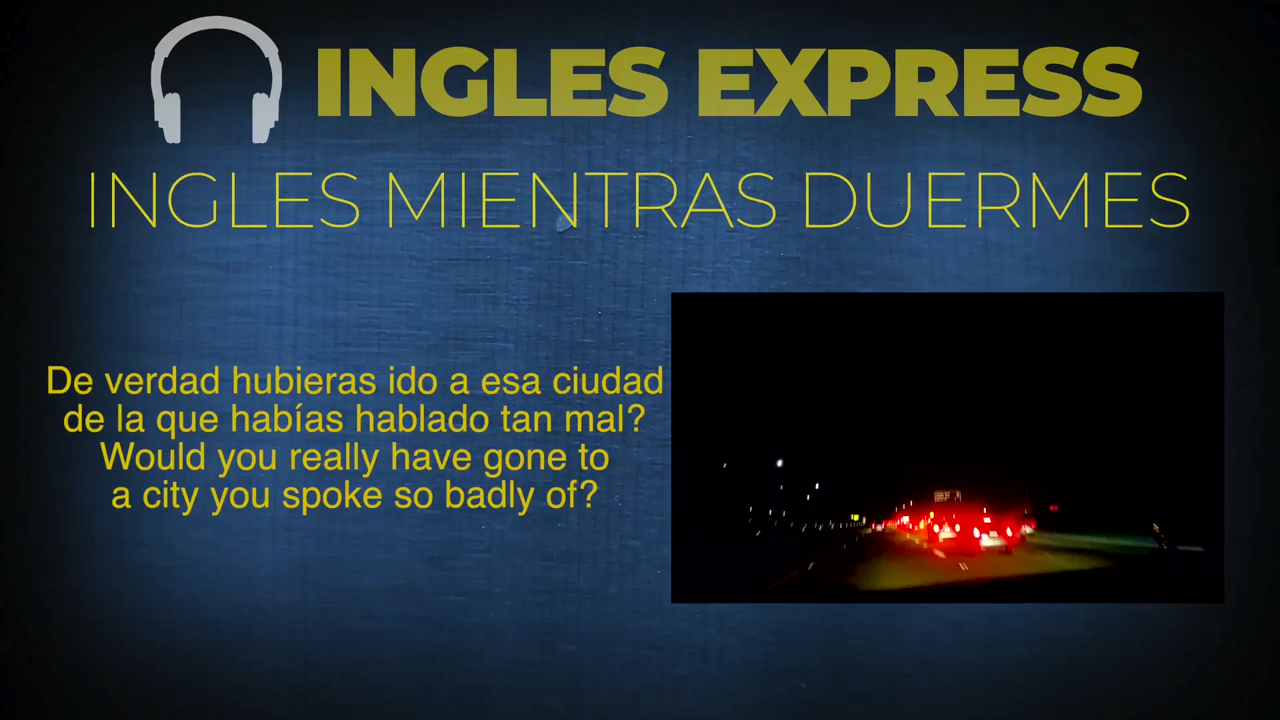 INGLES EXPRESS
INGLES MIENTRAS DUERMES
De verdad hubieras ido a esa ciudad
de la que habías hablado tan mal?
Would you really have gone to
a city you spoke so badly of?